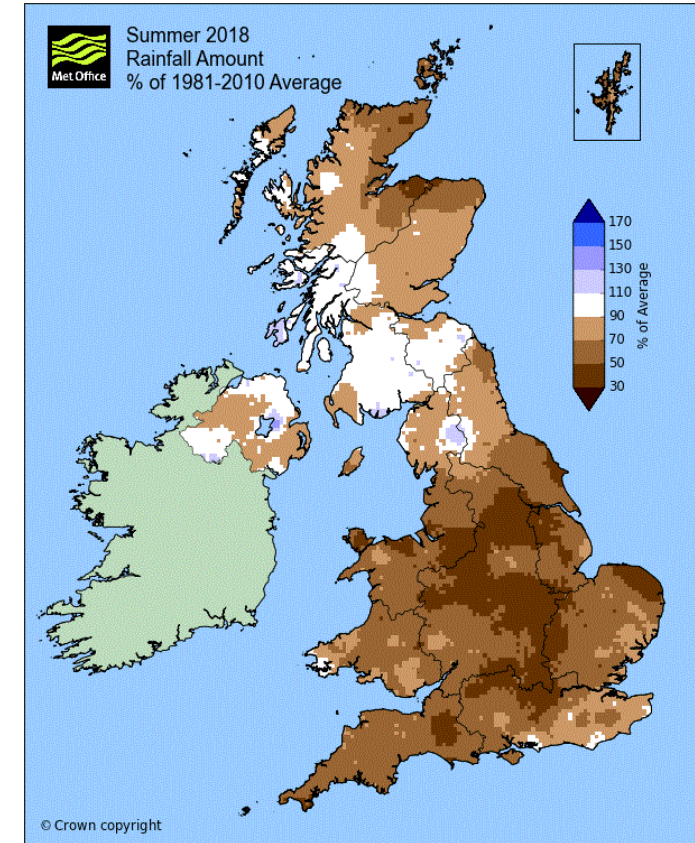 Met Office
Summer 2018
Rainfall Amount
% of 1981-2010 Average
170
150
130
110
90
70
50
30
% of Average
© Crown copyright